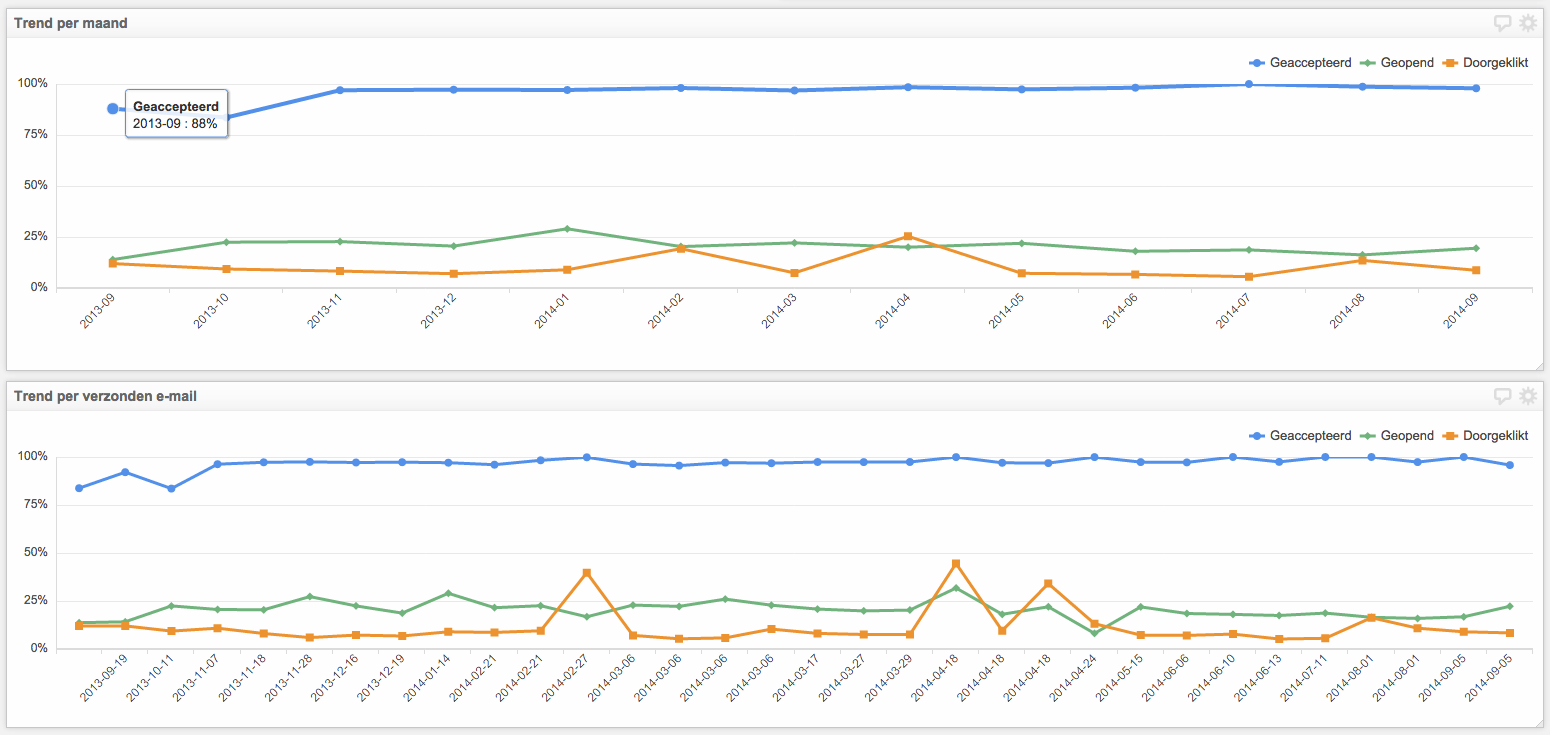 Trend per maand
Geaccepteerd Geopend Doorgeklikt
100%
75%
50%
25%
0%
Geaccepteerd
2013-09 : 88%
2013-09 2013-10 2013-11 2013-12 2014-01 2014-02 2014-03 2014-04 2014-05 2014-06 2014-07 2014-08 2014-09
Trend per verzonden e-mail
Geaccepteerd Geopend Doorgeklikt
100%
75%
50%
25%
0%
2013-09-19 2013-10-11 2013-11-07 2013-11-18 2013-11-28 2013-12-16 2013-12-19 2014-01-14 2014-02-21 2014-02-21 2014-02-27 2014-03-06 2014-03-06 2014-03-06 2014-03-06 2014-03-17 2014-03-27 2014-03-29 2014-04-18 2014-04-18 2014-04-18 2014-04-24 2014-05-15 2014-06-06 2014-06-10 2014-06-13 2014-07-11 2014-08-01 2014-08-01 2014-09-05 2014-09-05